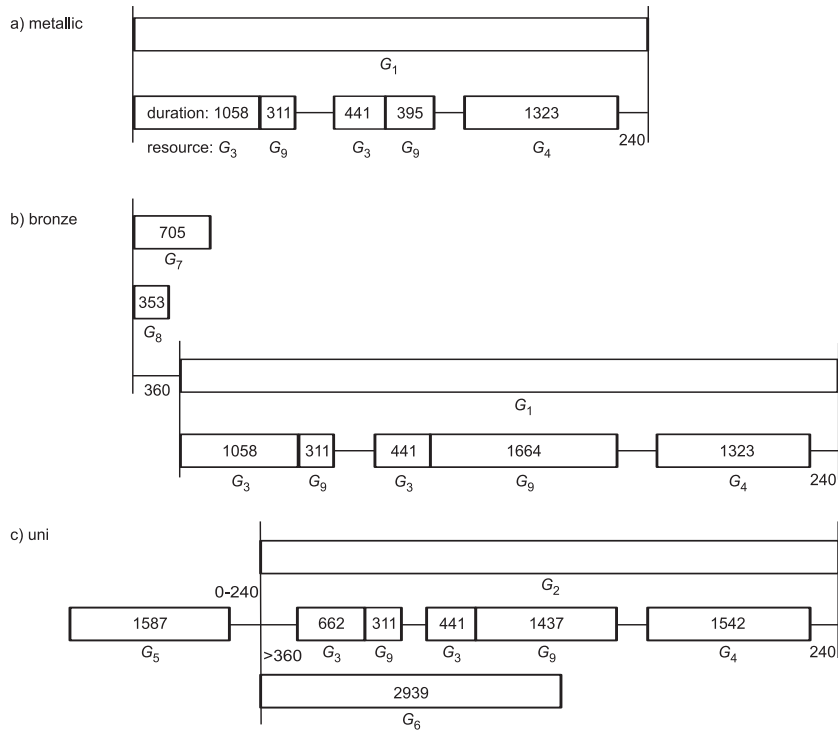 a) metallic
G1
duration: 1058 311 441 395 1323
240
resource: G3 G9 G3 G9 G4
b) bronze
705
G7
353
G8
360
G1
1058 311 441 1664 1323
G3 G9 G3 G9 G4 240
c) uni
G2
0-240
1587 662 311 441 1437 1542
G5 >360 G3 G9 G3 G9 G4 240
2939
G6